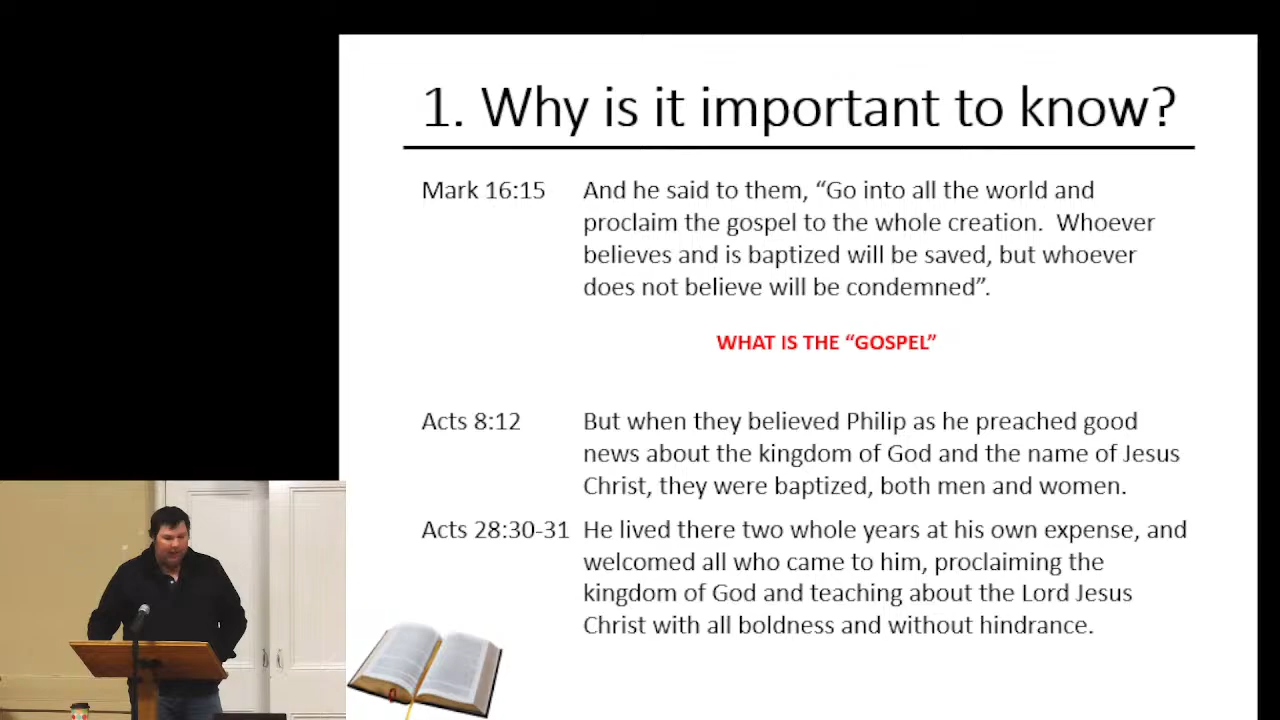 1. Why is it important to know?
Mark 16:15 And he said to them, “Go into all the world and
proclaim the gospel to the whole creation.  Whoever
believes and is baptized will be saved, but whoever
does not believe will be condemned”.
WHAT IS THE “GOSPEL”
Acts 8:12 But when they believed Philip as he preached good
news about the kingdom of God and the name of Jesus
Christ, they were baptized, both men and women.
Acts 28:30-31 He lived there two whole years at his own expense, and
welcomed all who came to him, proclaiming the
kingdom of God and teaching about the Lord Jesus
Christ with all boldness and without hindrance.